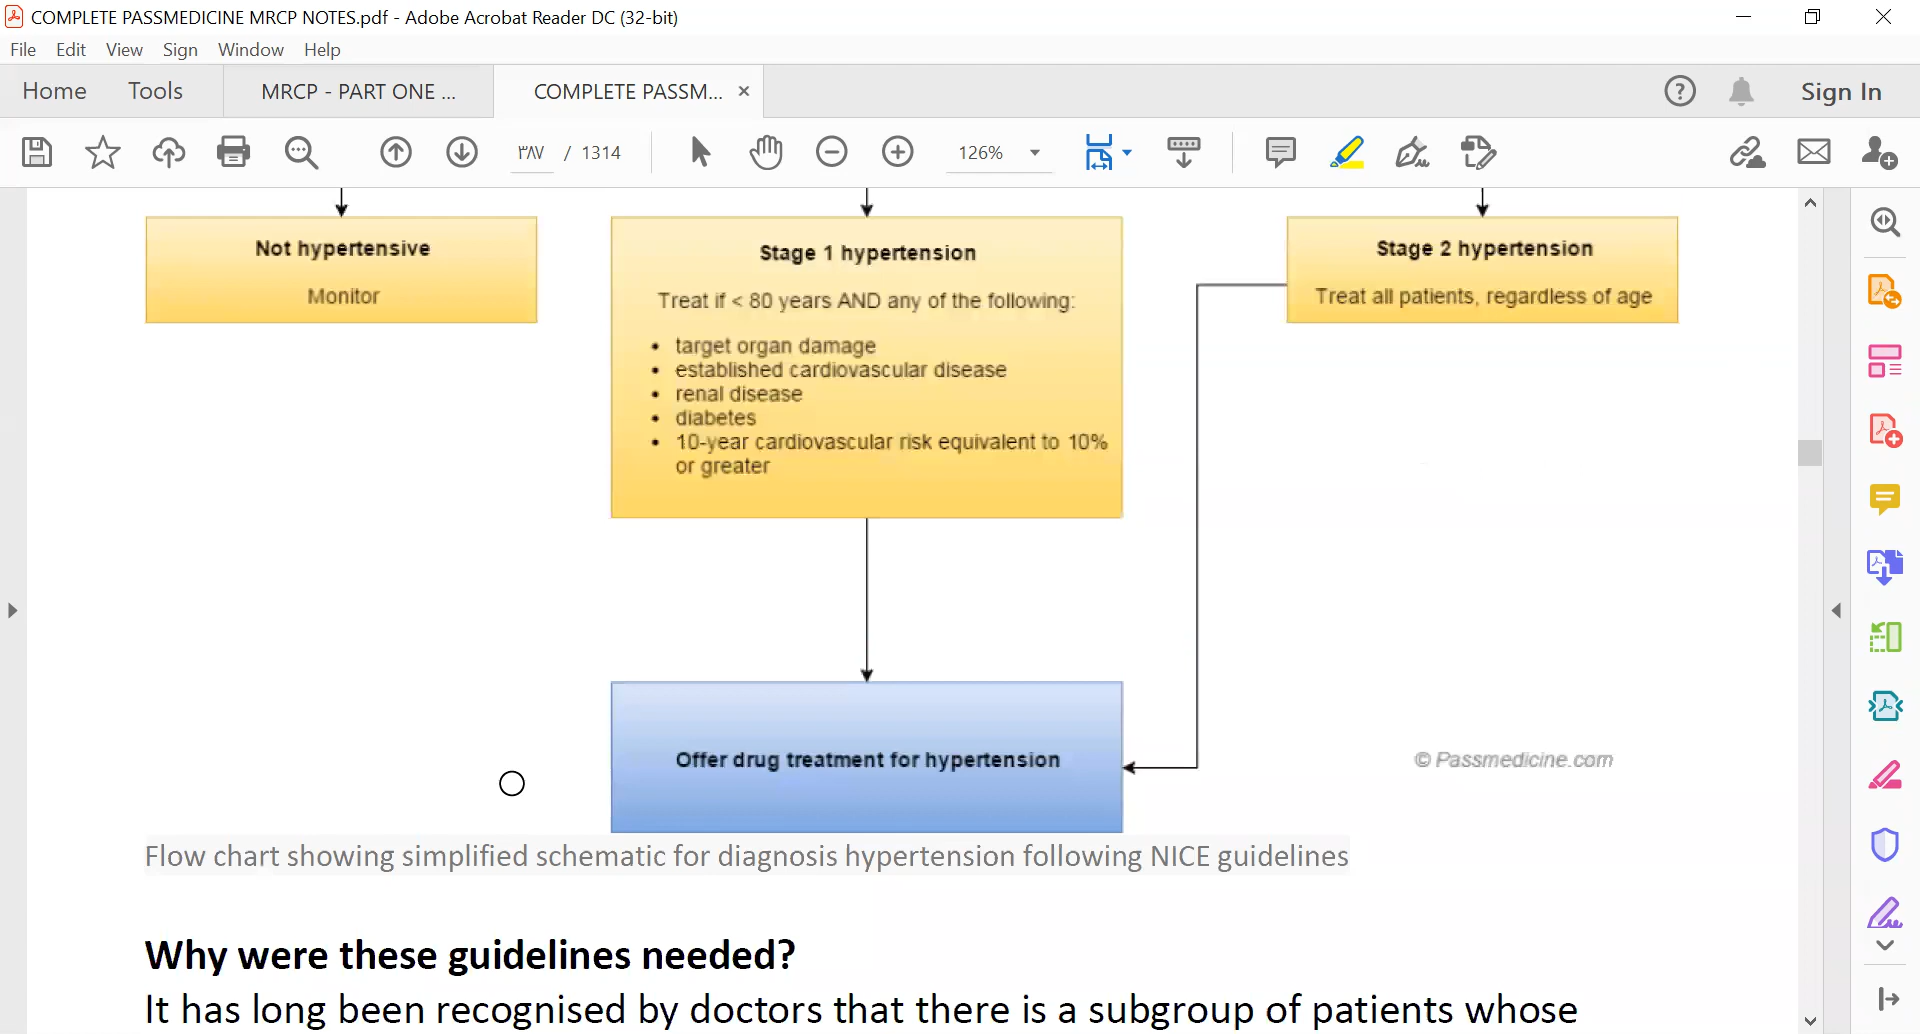 COMPLETE PASSMEDICINE MRCP NOTES.pdf - Adobe Acrobat Reader DC (32-bit)
File Edit View Sign Window Help
Home Tools MRCP - PART ONE ... COMPLETE PASSM... × Sign In
٣٨٧ / 1314 126%
Not hypertensive
Monitor
Stage 1 hypertension
Treat if < 80 years AND any of the following:
• target organ damage
• established cardiovascular disease
• renal disease
• diabetes
• 10-year cardiovascular risk equivalent to 10%
or greater
Stage 2 hypertension
Treat all patients, regardless of age
Offer drug treatment for hypertension
© Passmedicine.com
Flow chart showing simplified schematic for diagnosis hypertension following NICE guidelines
Why were these guidelines needed?
It has long been recognised by doctors that there is a subgroup of patients whose